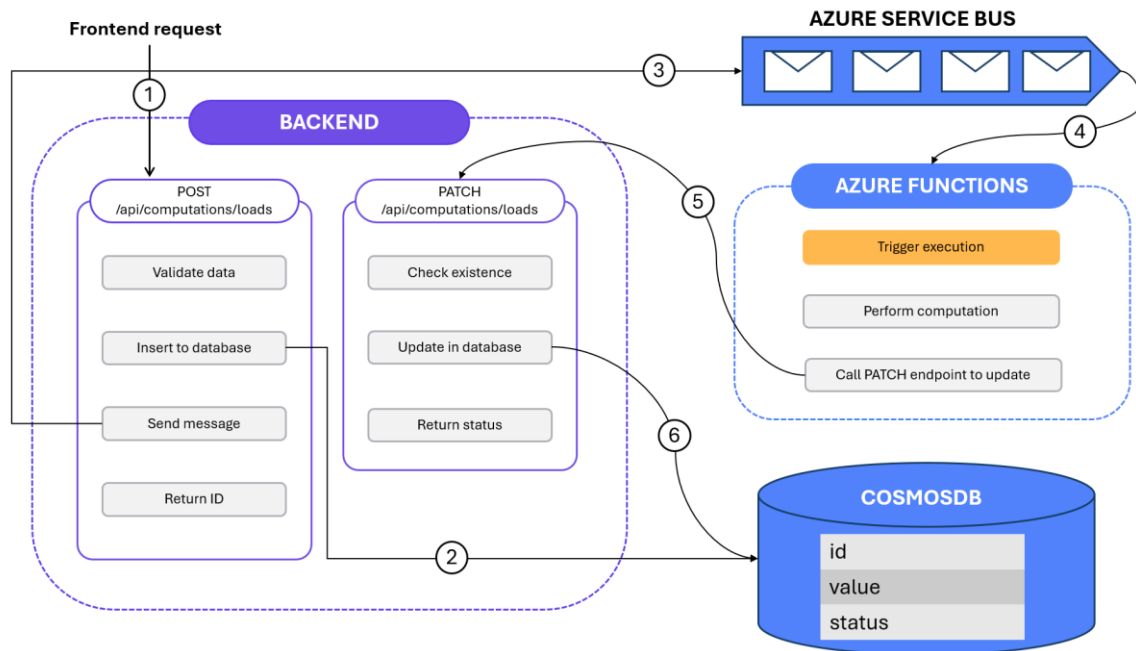 AZURE SERVICE BUS
Frontend request
3
1
BACKEND
4
POST
/api/computations/loads
Validate data
Insert to database
Send message
Return ID
PATCH
/api/computations/loads
Check existence
Update in database
Return status
5
AZURE FUNCTIONS
Trigger execution
Perform computation
Call PATCH endpoint to update
6
2
COSMOSDB
id
value
status